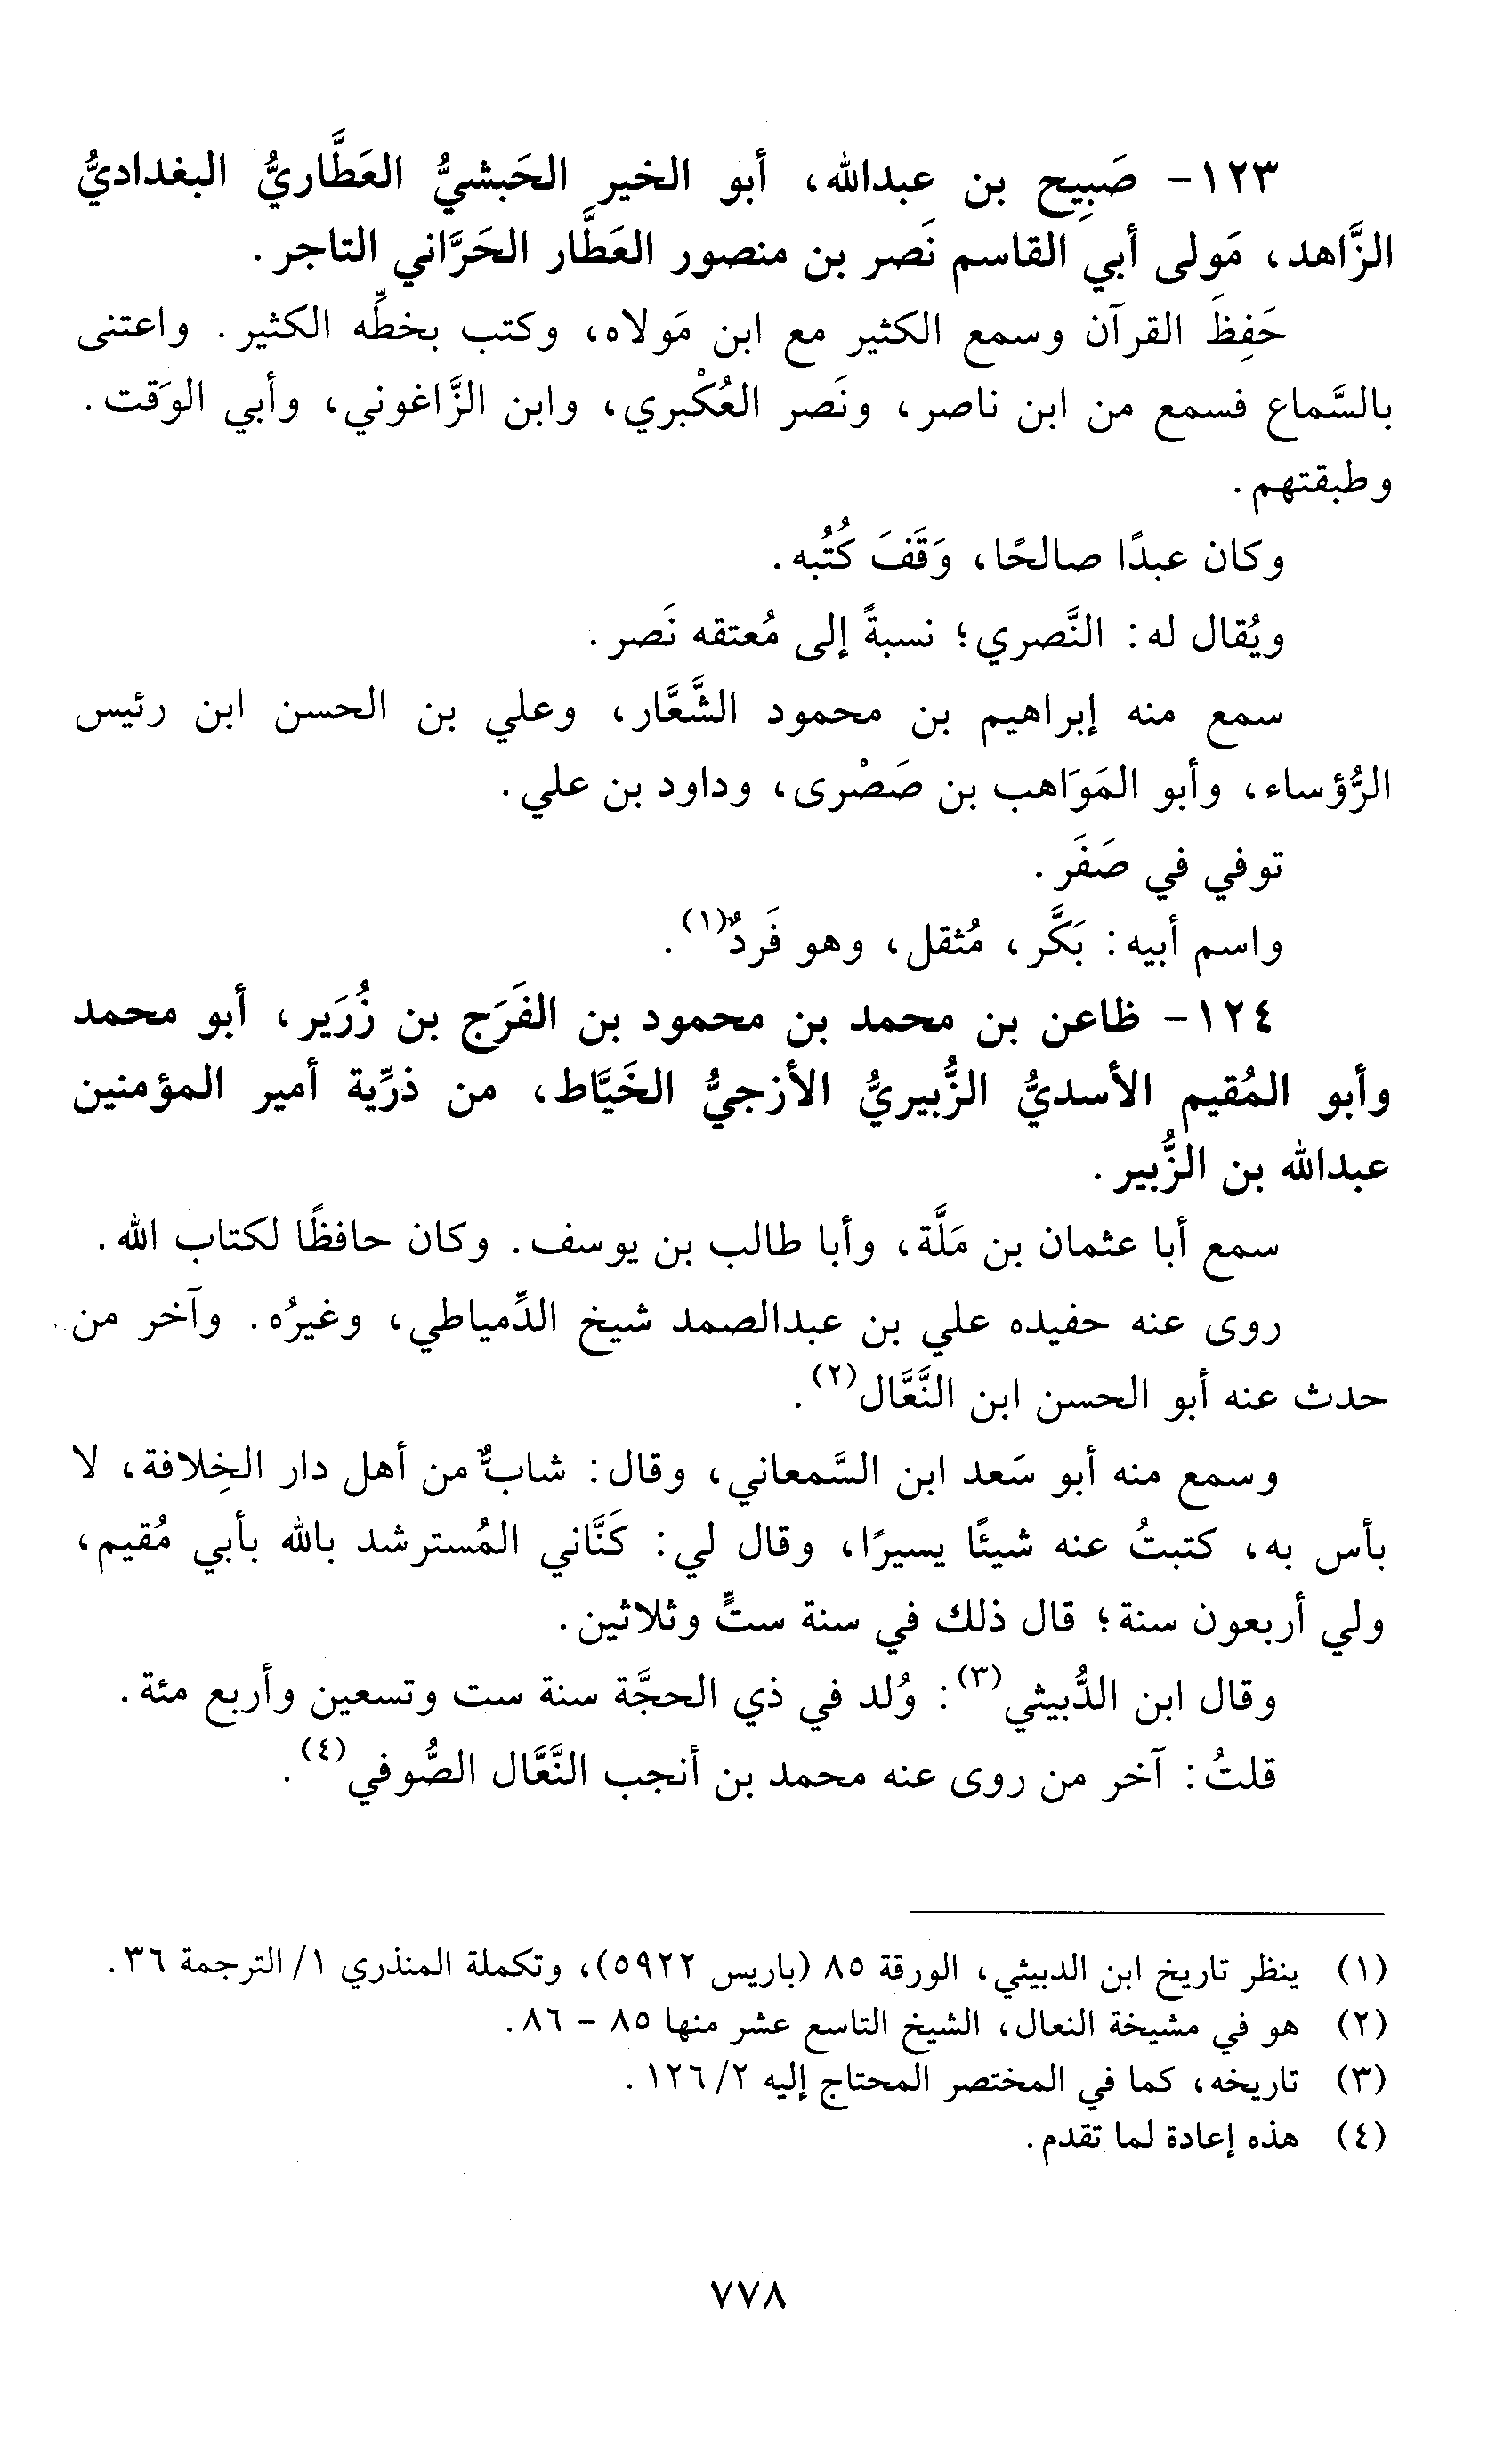 ١٢٣- صَبِيح بن عبدالله، أبو الخير الحَبشيُّ العَطَّاريُّ البغداديُّ
الزَّاهد، مَولى أبي القاسم نَصر بن منصور العَطَّار الحَرَّاني التاجر.
حَفِظَ القرآن وسمع الكثير مع ابن مَولاه، وكتب بخطِّه الكثير. واعتنى
بالسَّماع فسمع من ابن ناصر، ونَصر العُكْبري، وابن الزَّاغوني، وأبي الوَقت.
وطبقتهم.
وكان عبدًا صالحًا، وَقَفَ كُتُبه.
ويُقال له: النَّصري؛ نسبةً إلى مُعتقه نَصر.
سمع منه إبراهيم بن محمود الشَّعَّار، وعلي بن الحسن ابن رئيس
الرُّؤساء، وأبو المَوَاهب بن صَصْرى، وداود بن علي.
توفي في صَفَر.
واسم أبيه: بَكَّر، مُثقل، وهو فَردٌ(١).
١٢٤- ظاعن بن محمد بن محمود بن الفَرَج بن زُرَير، أبو محمد
وأبو المُقيم الأسديُّ الزُّبيريُّ الأزجيُّ الخَيَّاط، من ذرِّية أمير المؤمنين
عبدالله بن الزُّبير.
سمع أبا عثمان بن مَلَّة، وأبا طالب بن يوسف. وكان حافظًا لكتاب الله.
روى عنه حفيده علي بن عبدالصمد شيخ الدِّمياطي، وغيرُه. وآخر من
حدث عنه أبو الحسن ابن النَّعَّال(٢).
وسمع منه أبو سَعد ابن السَّمعاني، وقال: شابٌّ من أهل دار الخِلافة، لا
بأس به، كتبتُ عنه شيئًا يسيرًا، وقال لي: كَنَّاني المُسترشد بالله بأبي مُقيم،
ولي أربعون سنة؛ قال ذلك في سنة ستٍّ وثلاثين.
وقال ابن الدُّبيثي(٣): وُلد في ذي الحجَّة سنة ست وتسعين وأربع مئة.
قلتُ: آخر من روى عنه محمد بن أنجب النَّعَّال الصُّوفي(٤).
(١) ينظر تاريخ ابن الدبيثي، الورقة ٨٥ (باريس ٥٩٢٢)، وتكملة المنذري ١/ الترجمة ٣٦.
(٢) هو في مشيخة النعال، الشيخ التاسع عشر منها ٨٥ - ٨٦.
(٣) تاريخه، كما في المختصر المحتاج إليه ٢/ ١٢٦.
(٤) هذه إعادة لما تقدم.
٧٧٨